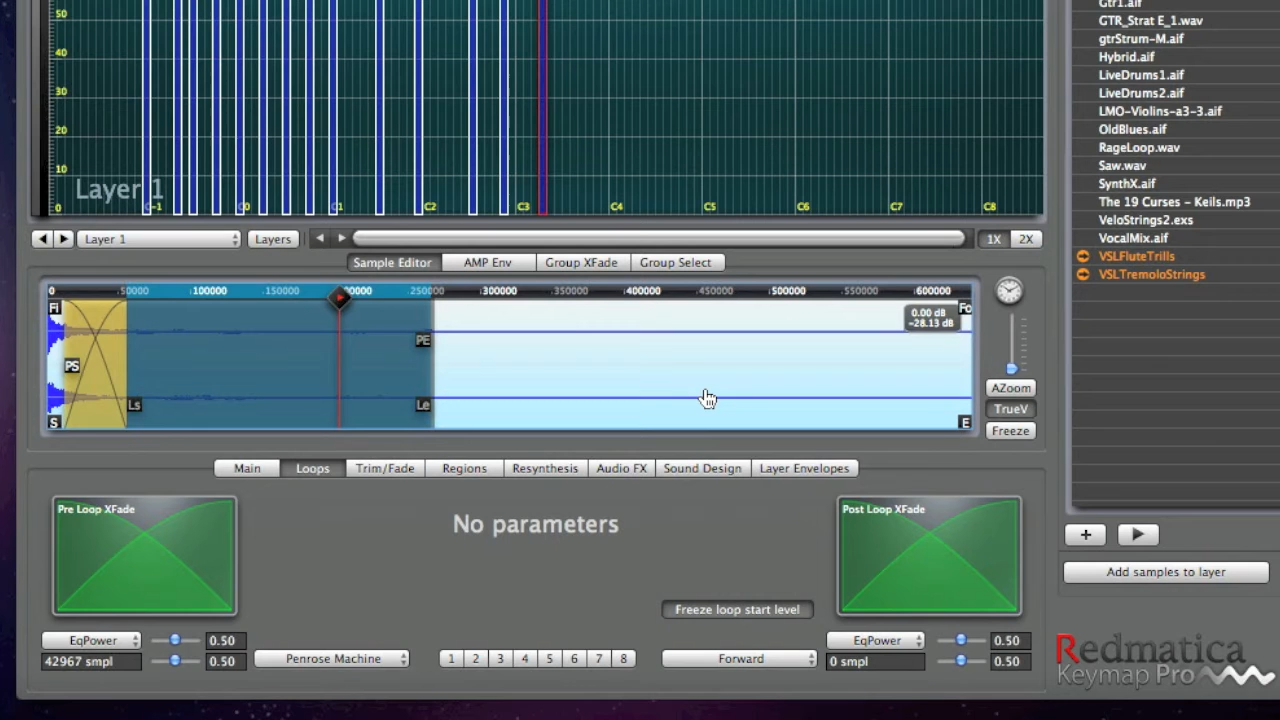 Gtr1.aif
50
GTR_Strat E_1.wav
gtrStrum-M.aif
40
Hybrid.aif
LiveDrums1.aif
30
LiveDrums2.aif
LMO-Violins-a3-3.aif
20
OldBlues.aif
RageLoop.wav
10
Saw.wav
Layer 1
SynthX.aif
The 19 Curses - Keils.mp3
0 C-1 C0 C1 C2 C3 C4 C5 C6 C7 C8
VeloStrings2.exs
Layer 1 Layers 1X 2X
VocalMix.aif
VSLFluteTrills
Sample Editor AMP Env Group XFade Group Select
VSLTremoloStrings
0 50000 100000 150000 00000 250000 300000 350000 400000 450000 500000 550000 600000
Fi Fo
0.00 dB
-28.13 dB
PE
PS
AZoom
Ls Le
TrueV
S E
Freeze
Main Loops Trim/Fade Regions Resynthesis Audio FX Sound Design Layer Envelopes
Pre Loop XFade
Post Loop XFade
No parameters
+
Add samples to layer
Freeze loop start level
EqPower 0.50
EqPower 0.50
42967 smpl 0.50 Penrose Machine 1 2 3 4 5 6 7 8 Forward 0 smpl 0.50
Redmatica
Keymap Pro